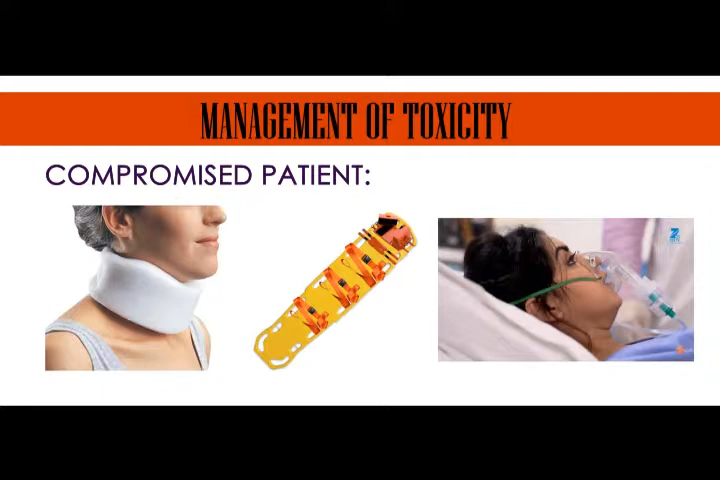 MANAGEMENT OF TOXICITY
COMPROMISED PATIENT: